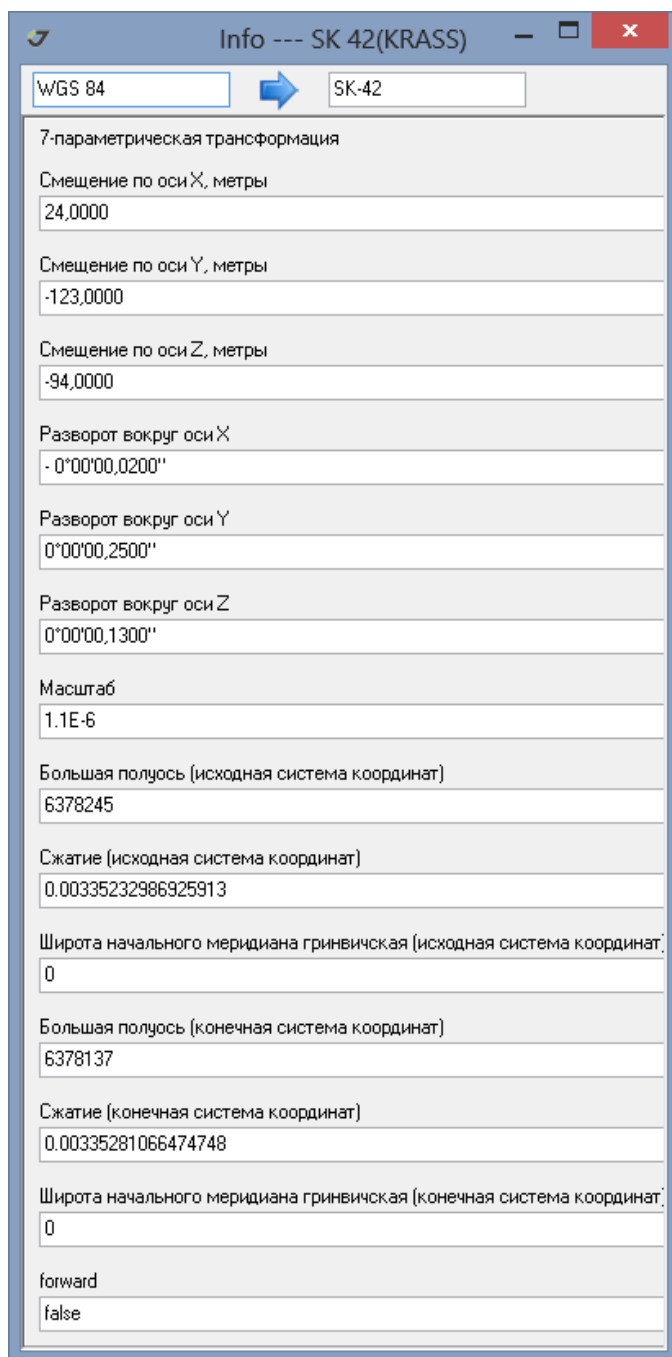 Info --- SK 42(KRASS)
WGS 84
SK-42
7-параметрическая трансформация
Смещение по оси X, метры
24,0000
Смещение по оси Y, метры
-123,0000
Смещение по оси Z, метры
-94,0000
Разворот вокруг оси X
- 0°00'00,0200"
Разворот вокруг оси Y
0°00'00,2500"
Разворот вокруг оси Z
0°00'00,1300"
Масштаб
1.1E-6
Большая полуось (исходная система координат)
6378245
Сжатие (исходная система координат)
0.00335232986925913
Широта начального меридиана гринвичская (исходная система координат)
0
Большая полуось (конечная система координат)
6378137
Сжатие (конечная система координат)
0.00335281066474748
Широта начального меридиана гринвичская (конечная система координат)
0
forward
false